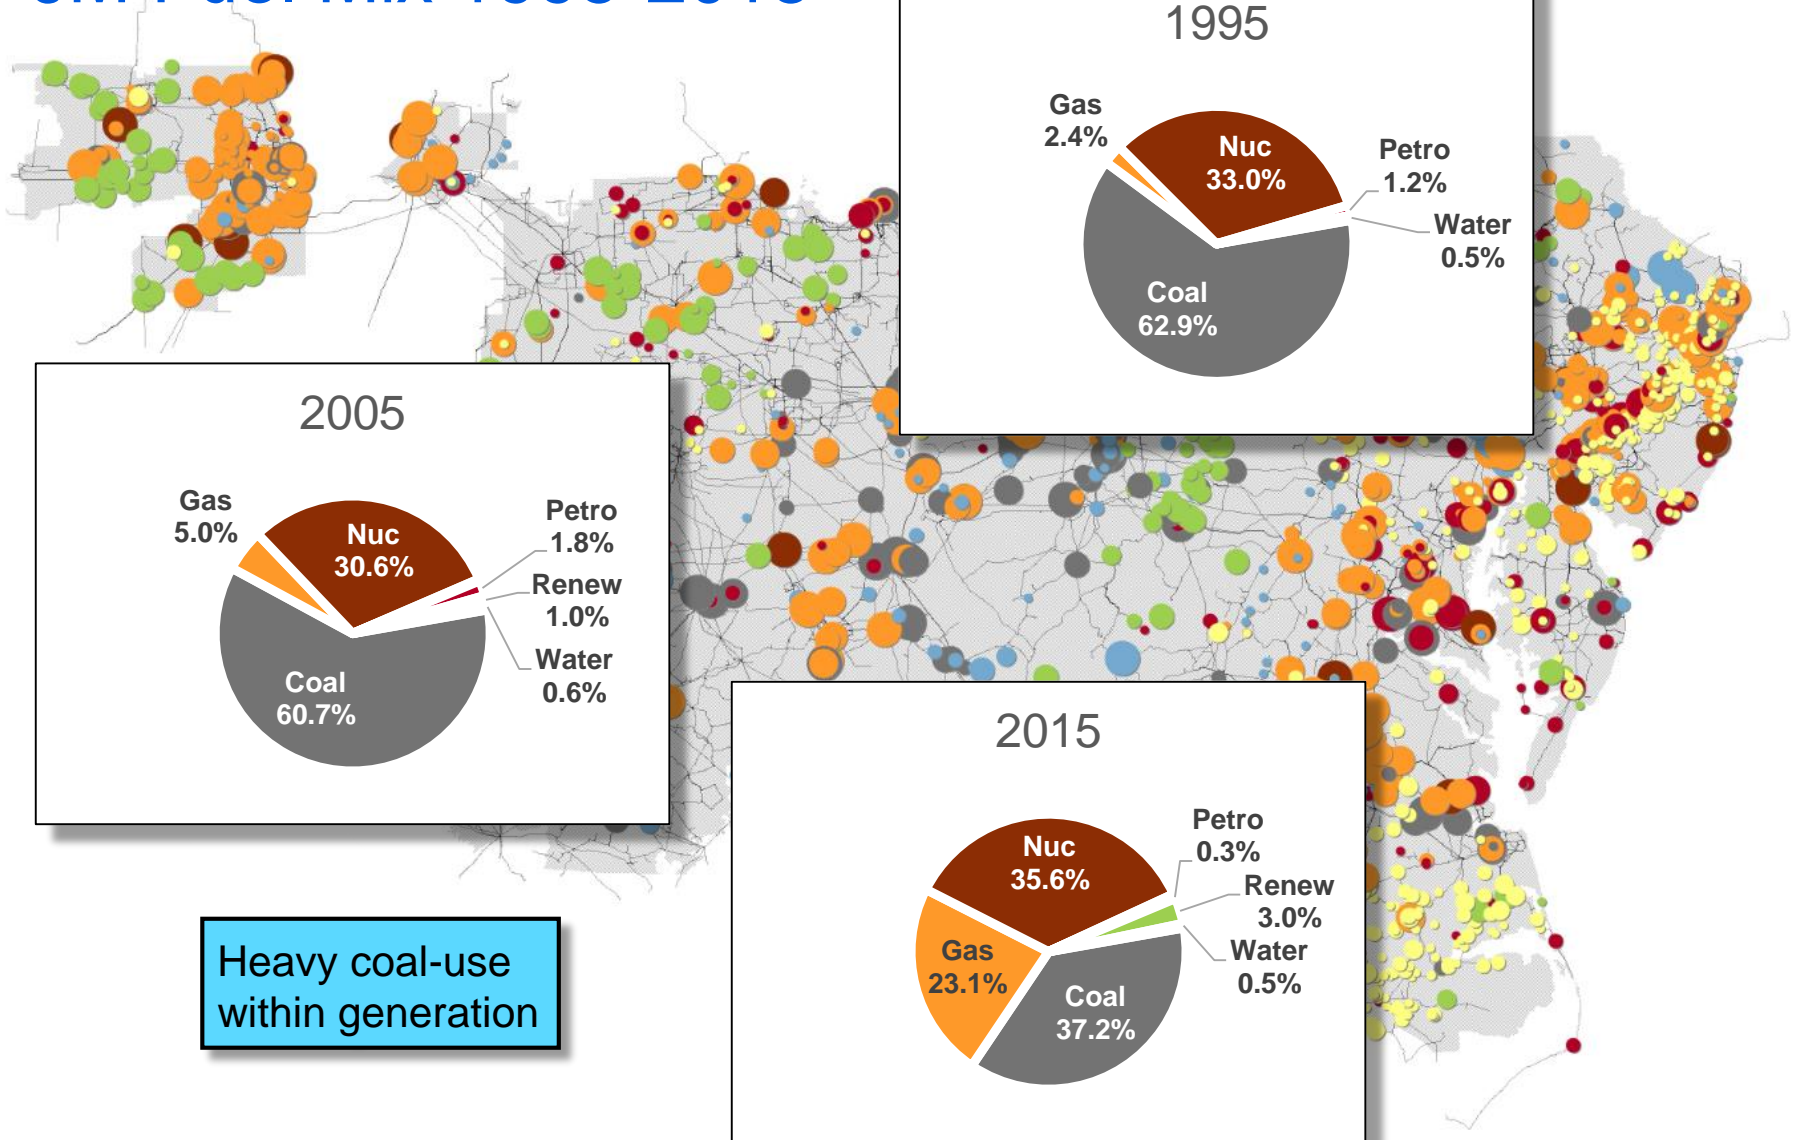 1995
Gas
2.4%
Nuc
33.0%
Petro
1.2%
Water
0.5%
Coal
62.9%
2005
Gas
5.0%
Nuc
30.6%
Petro
1.8%
Renew
1.0%
Water
0.6%
Coal
60.7%
2015
Nuc
35.6%
Petro
0.3%
Renew
3.0%
Water
0.5%
Gas
23.1%
Coal
37.2%
Heavy coal-use
within generation